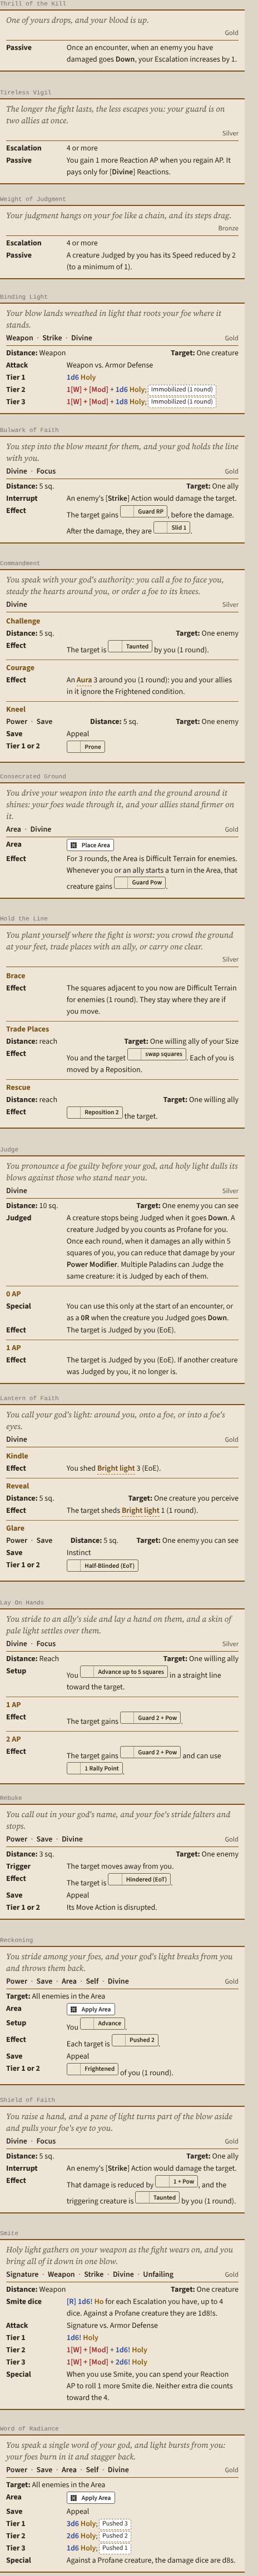 Thrill of the Kill
One of yours drops, and your blood is up.
Gold
Passive Once an encounter, when an enemy you have
damaged goes Down, your Escalation increases by 1.
Tireless Vigil
The longer the fight lasts, the less escapes you: your guard is on
two allies at once.
Silver
Escalation 4 or more
Passive You gain 1 more Reaction AP when you regain AP. It
pays only for [Divine] Reactions.
Weight of Judgment
Your judgment hangs on your foe like a chain, and its steps drag.
Bronze
Escalation 4 or more
Passive A creature Judged by you has its Speed reduced by 2
(to a minimum of 1).
Binding Light
Your blow lands wreathed in light that roots your foe where it
stands.
Weapon · Strike · Divine Gold
Distance: Weapon Target: One creature
Attack Weapon vs. Armor Defense
Tier 1 1d6 Holy
Tier 2 1[W] + [Mod] + 1d6 Holy; Immobilized (1 round)
Tier 3 1[W] + [Mod] + 1d8 Holy; Immobilized (1 round)
Bulwark of Faith
You step into the blow meant for them, and your god holds the line
with you.
Divine · Focus Gold
Distance: 5 sq. Target: One ally
Interrupt An enemy's [Strike] Action would damage the target.
Effect The target gains Guard RP, before the damage.
After the damage, they are Slid 1.
Commandment
You speak with your god's authority: you call a foe to face you,
steady the hearts around you, or order a foe to its knees.
Divine Silver
Challenge
Distance: 5 sq. Target: One enemy
Effect The target is Taunted by you (1 round).
Courage
Effect An Aura 3 around you (1 round): you and your allies
in it ignore the Frightened condition.
Kneel
Power · Save Distance: 5 sq. Target: One enemy
Save Appeal
Tier 1 or 2 Prone
Consecrated Ground
You drive your weapon into the earth and the ground around it
shines: your foes wade through it, and your allies stand firmer on
it.
Area · Divine Gold
Area Place Area
Effect For 3 rounds, the Area is Difficult Terrain for enemies.
Whenever you or an ally starts a turn in the Area, that
creature gains Guard Pow.
Hold the Line
You plant yourself where the fight is worst: you crowd the ground
at your feet, trade places with an ally, or carry one clear.
Silver
Brace
Effect The squares adjacent to you now are Difficult Terrain
for enemies (1 round). They stay where they are if
you move.
Trade Places
Distance: reach Target: One willing ally of your Size
Effect You and the target swap squares. Each of you is
moved by a Reposition.
Rescue
Distance: reach Target: One willing ally
Effect Reposition 2 the target.
Judge
You pronounce a foe guilty before your god, and holy light dulls its
blows against those who stand near you.
Divine Silver
Distance: 10 sq. Target: One enemy you can see
Judged A creature stops being Judged when it goes Down. A
creature Judged by you counts as Profane for you.
Once each round, when it damages an ally within 5
squares of you, you can reduce that damage by your
Power Modifier. Multiple Paladins can Judge the
same creature: it is Judged by each of them.
0 AP
Special You can use this only at the start of an encounter, or
as a 0R when the creature you Judged goes Down.
Effect The target is Judged by you (EoE).
1 AP
Effect The target is Judged by you (EoE). If another creature
was Judged by you, it no longer is.
Lantern of Faith
You call your god's light: around you, onto a foe, or into a foe's
eyes.
Divine Gold
Kindle
Effect You shed Bright light 3 (EoE).
Reveal
Distance: 5 sq. Target: One creature you perceive
Effect The target sheds Bright light 1 (1 round).
Glare
Power · Save Distance: 5 sq. Target: One enemy you can see
Save Instinct
Tier 1 or 2 Half-Blinded (EoT)
Lay On Hands
You stride to an ally's side and lay a hand on them, and a skin of
pale light settles over them.
Divine · Focus Silver
Distance: Reach Target: One willing ally
Setup You Advance up to 5 squares in a straight line
toward the target.
1 AP
Effect The target gains Guard 2 + Pow.
2 AP
Effect The target gains Guard 2 + Pow and can use
1 Rally Point.
Rebuke
You call out in your god's name, and your foe's stride falters and
stops.
Power · Save · Divine Gold
Distance: 3 sq. Target: One enemy
Trigger The target moves away from you.
Effect The target is Hindered (EoT).
Save Appeal
Tier 1 or 2 Its Move Action is disrupted.
Reckoning
You stride among your foes, and your god's light breaks from you
and throws them back.
Power · Save · Area · Self · Divine Gold
Target: All enemies in the Area
Area Apply Area
Setup You Advance.
Effect Each target is Pushed 2.
Save Appeal
Tier 1 or 2 Frightened of you (1 round).
Shield of Faith
You raise a hand, and a pane of light turns part of the blow aside
and pulls your foe's eye to you.
Divine · Focus Gold
Distance: 5 sq. Target: One ally
Interrupt An enemy's [Strike] Action would damage the target.
Effect That damage is reduced by 1 + Pow, and the
triggering creature is Taunted by you (1 round).
Smite
Holy light gathers on your weapon as the fight wears on, and you
bring all of it down in one blow.
Signature · Weapon · Strike · Divine · Unfailing Gold
Distance: Weapon Target: One creature
Smite dice [R] 1d6! Ho for each Escalation you have, up to 4
dice. Against a Profane creature they are 1d8!s.
Attack Signature vs. Armor Defense
Tier 1 1d6! Holy
Tier 2 1[W] + [Mod] + 1d6! Holy
Tier 3 1[W] + [Mod] + 2d6! Holy
Special When you use Smite, you can spend your Reaction
AP to roll 1 more Smite Die. Neither extra die counts
toward the 4.
Word of Radiance
You speak a single word of your god, and light bursts from you:
your foes burn in it and stagger back.
Power · Save · Area · Self · Divine Gold
Target: All enemies in the Area
Area Apply Area
Save Appeal
Tier 1 3d6 Holy; Pushed 3
Tier 2 2d6 Holy; Pushed 2
Tier 3 1d6 Holy; Pushed 1
Special Against a Profane creature, the damage dice are d8s.